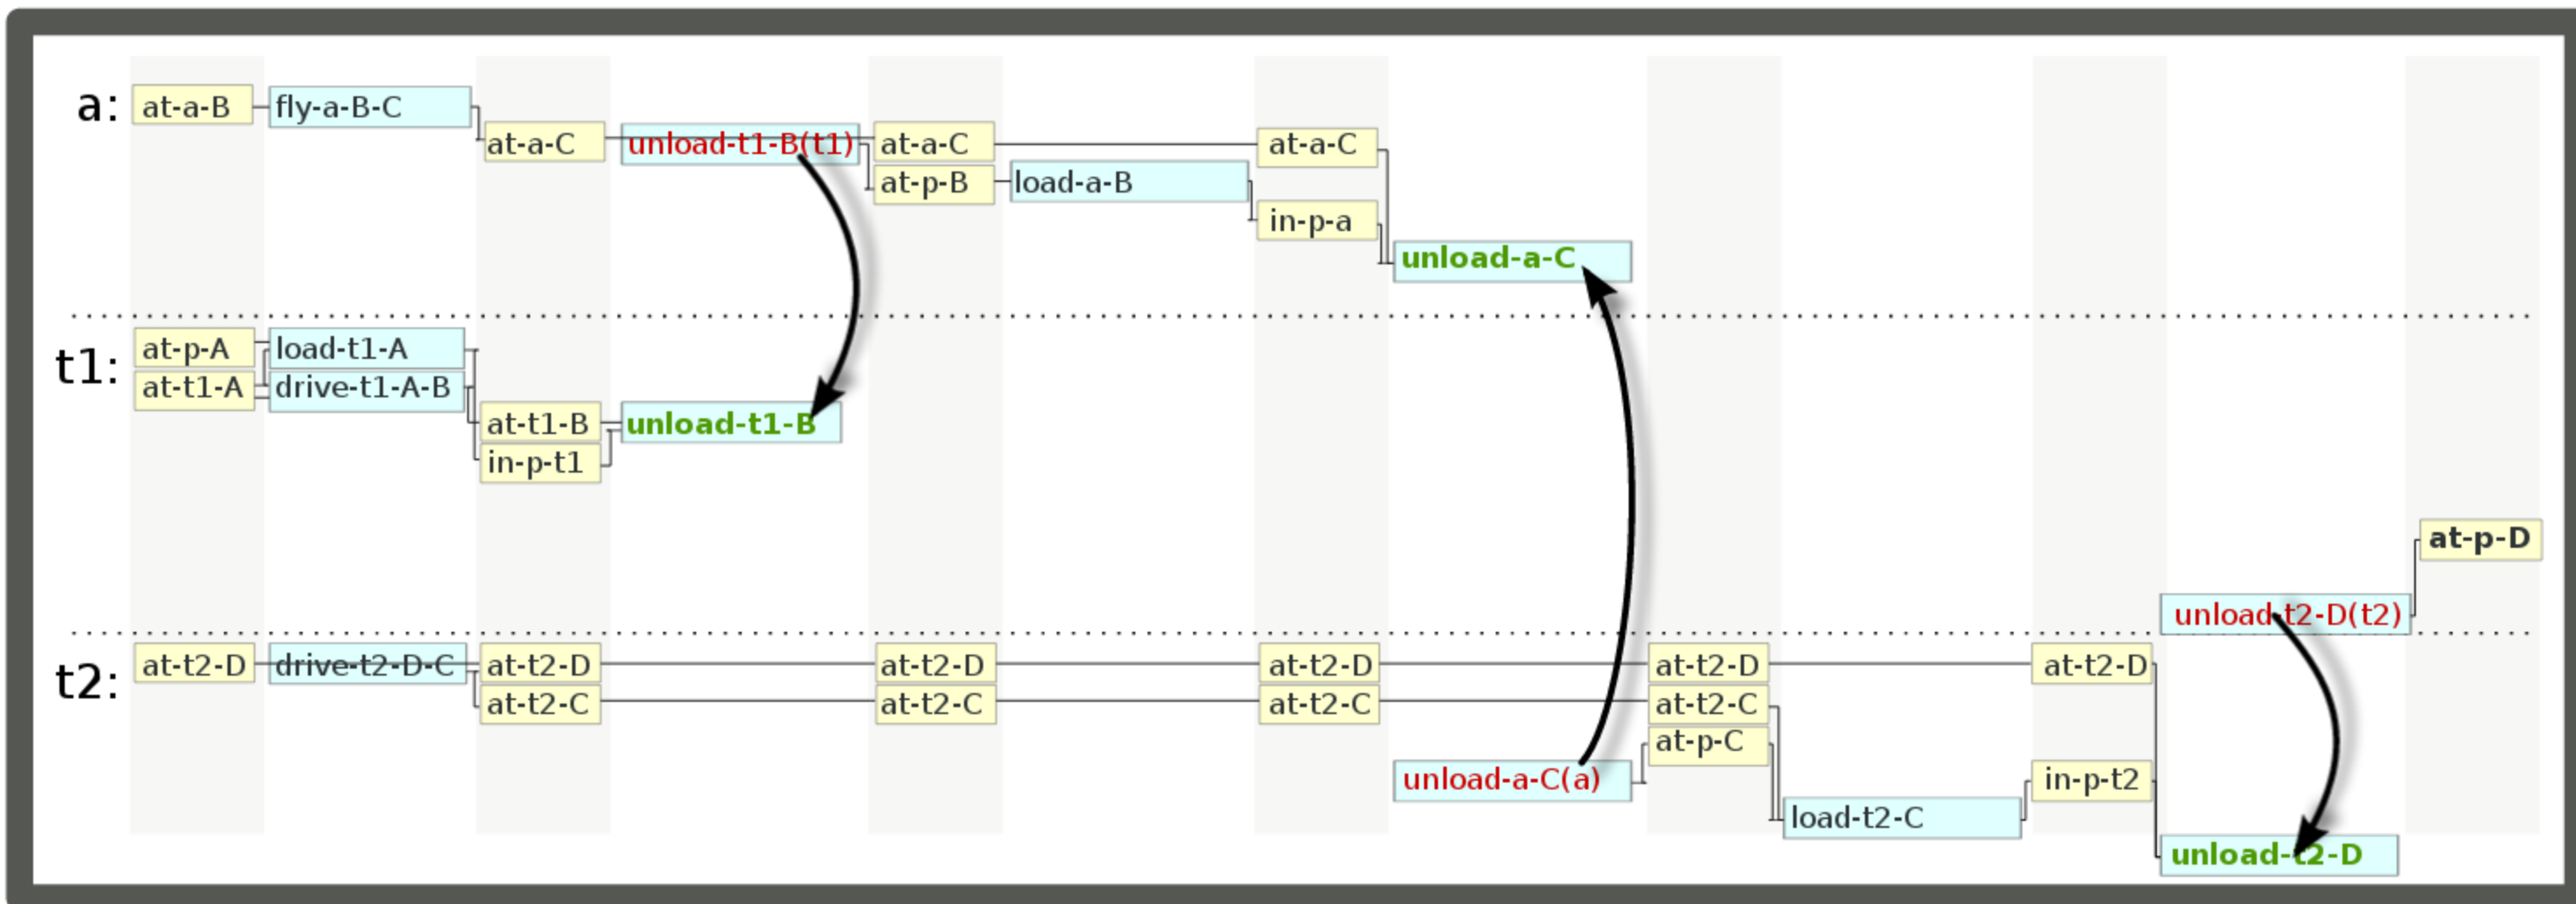 a:
at-a-B
fly-a-B-C
at-a-C
unload-t1-B(t1)
at-a-C
at-p-B
load-a-B
at-a-C
in-p-a
unload-a-C
t1:
at-p-A
at-t1-A
load-t1-A
drive-t1-A-B
at-t1-B
in-p-t1
unload-t1-B
at-p-D
unload-t2-D(t2)
t2:
at-t2-D
drive-t2-D-C
at-t2-D
at-t2-C
at-t2-D
at-t2-C
at-t2-D
at-t2-C
unload-a-C(a)
at-t2-D
at-t2-C
at-p-C
load-t2-C
at-t2-D
in-p-t2
unload-t2-D